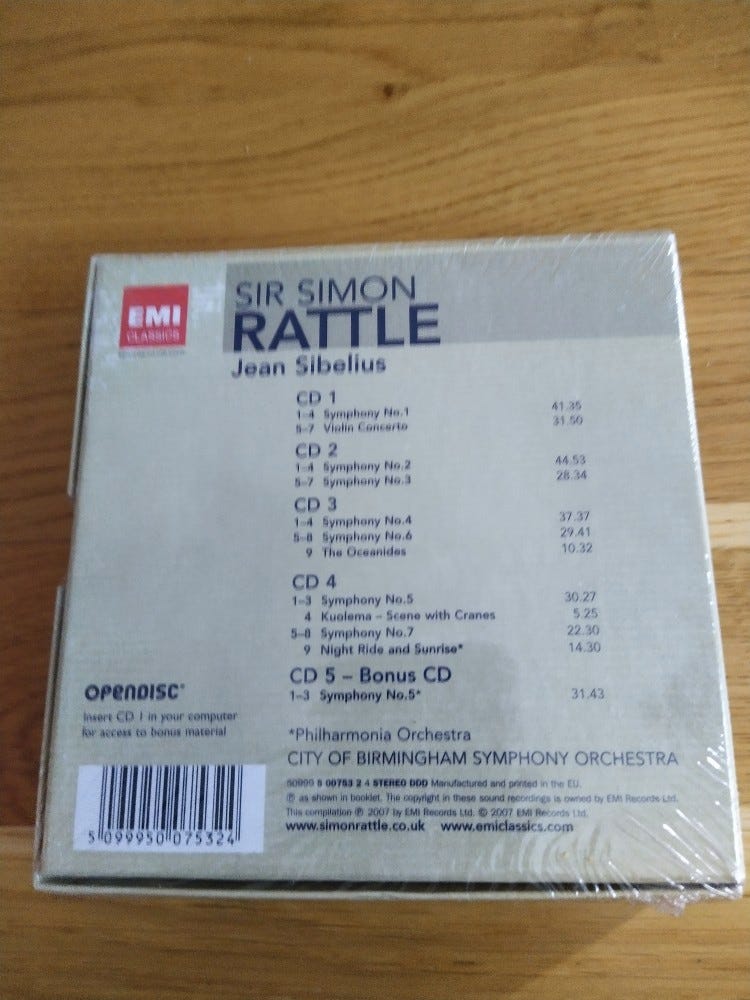 EMI
CLASSICS
SIR SIMON
RATTLE
Jean Sibelius
CD 1
1–4 Symphony No.1 41.35
5–7 Violin Concerto 31.50
CD 2
1–4 Symphony No.2 44.53
5–7 Symphony No.3 28.34
CD 3
1–4 Symphony No.4 37.37
5–8 Symphony No.6 29.41
9 The Oceanides 10.32
CD 4
1–3 Symphony No.5 30.27
4 Kuolema – Scene with Cranes 5.25
5–8 Symphony No.7 22.30
9 Night Ride and Sunrise* 14.30
CD 5 – Bonus CD
1–3 Symphony No.5* 31.43
OPENDISC
Insert CD 1 in your computer
for access to bonus material
*Philharmonia Orchestra
CITY OF BIRMINGHAM SYMPHONY ORCHESTRA
50999 5 00753 2 4 STEREO DDD Manufactured and printed in the EU.
℗ as shown in booklet. The copyright in these sound recordings is owned by EMI Records Ltd.
This compilation ℗ 2007 by EMI Records Ltd. © 2007 EMI Records Ltd.
www.simonrattle.co.uk www.emiclassics.com
5 099950 075324